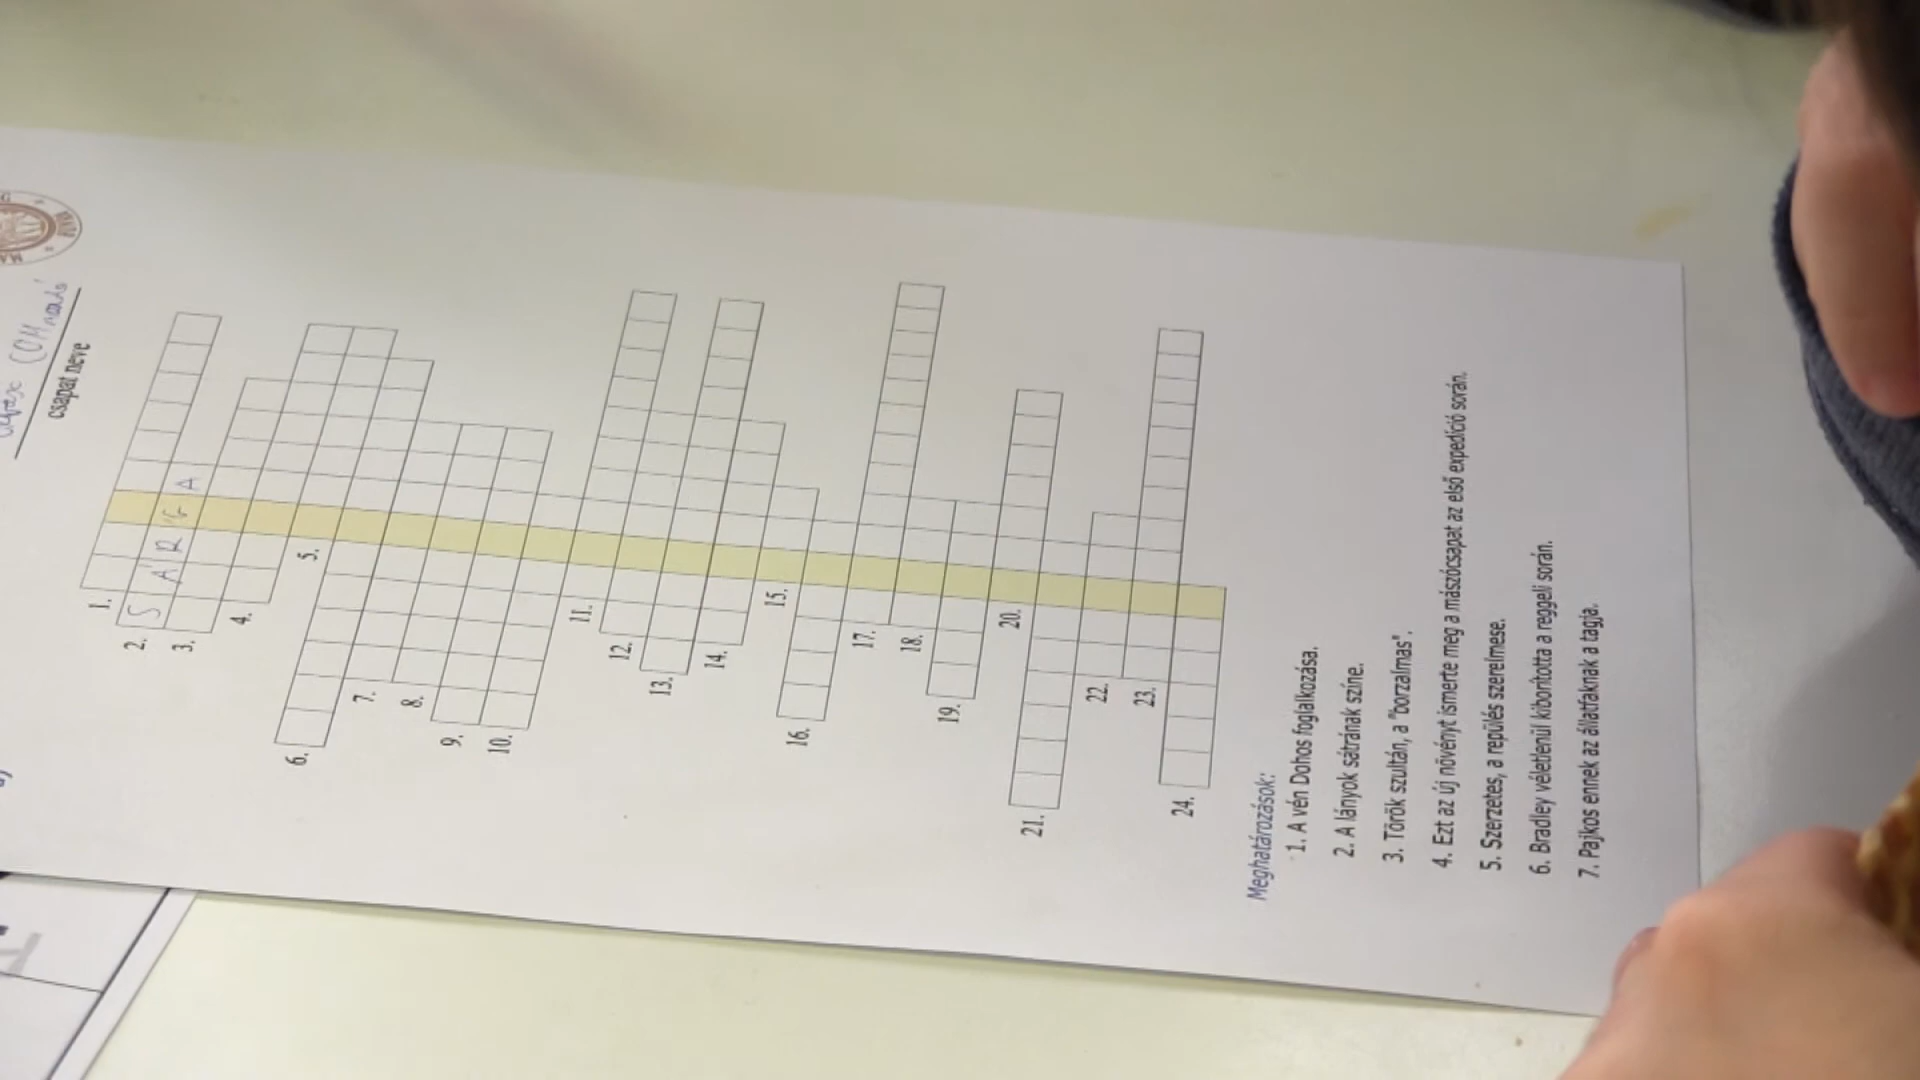 csapat neve
1.
2. S Á R G A
3.
4.
5.
6.
7.
8.
9.
10.
11.
12.
13.
14.
15.
16.
17.
18.
19.
20.
21.
22.
23.
24.
Meghatározások:
1. A vén Dohos foglalkozása.
2. A lányok sátrának színe.
3. Török szultán, a "borzalmas".
4. Ezt az új növényt ismerte meg a mászócsapat az első expedíció során.
5. Szerzetes, a repülés szerelmese.
6. Bradley véletlenül kiborította a reggeli során.
7. Pajkos ennek az állatfaknak a tagja.